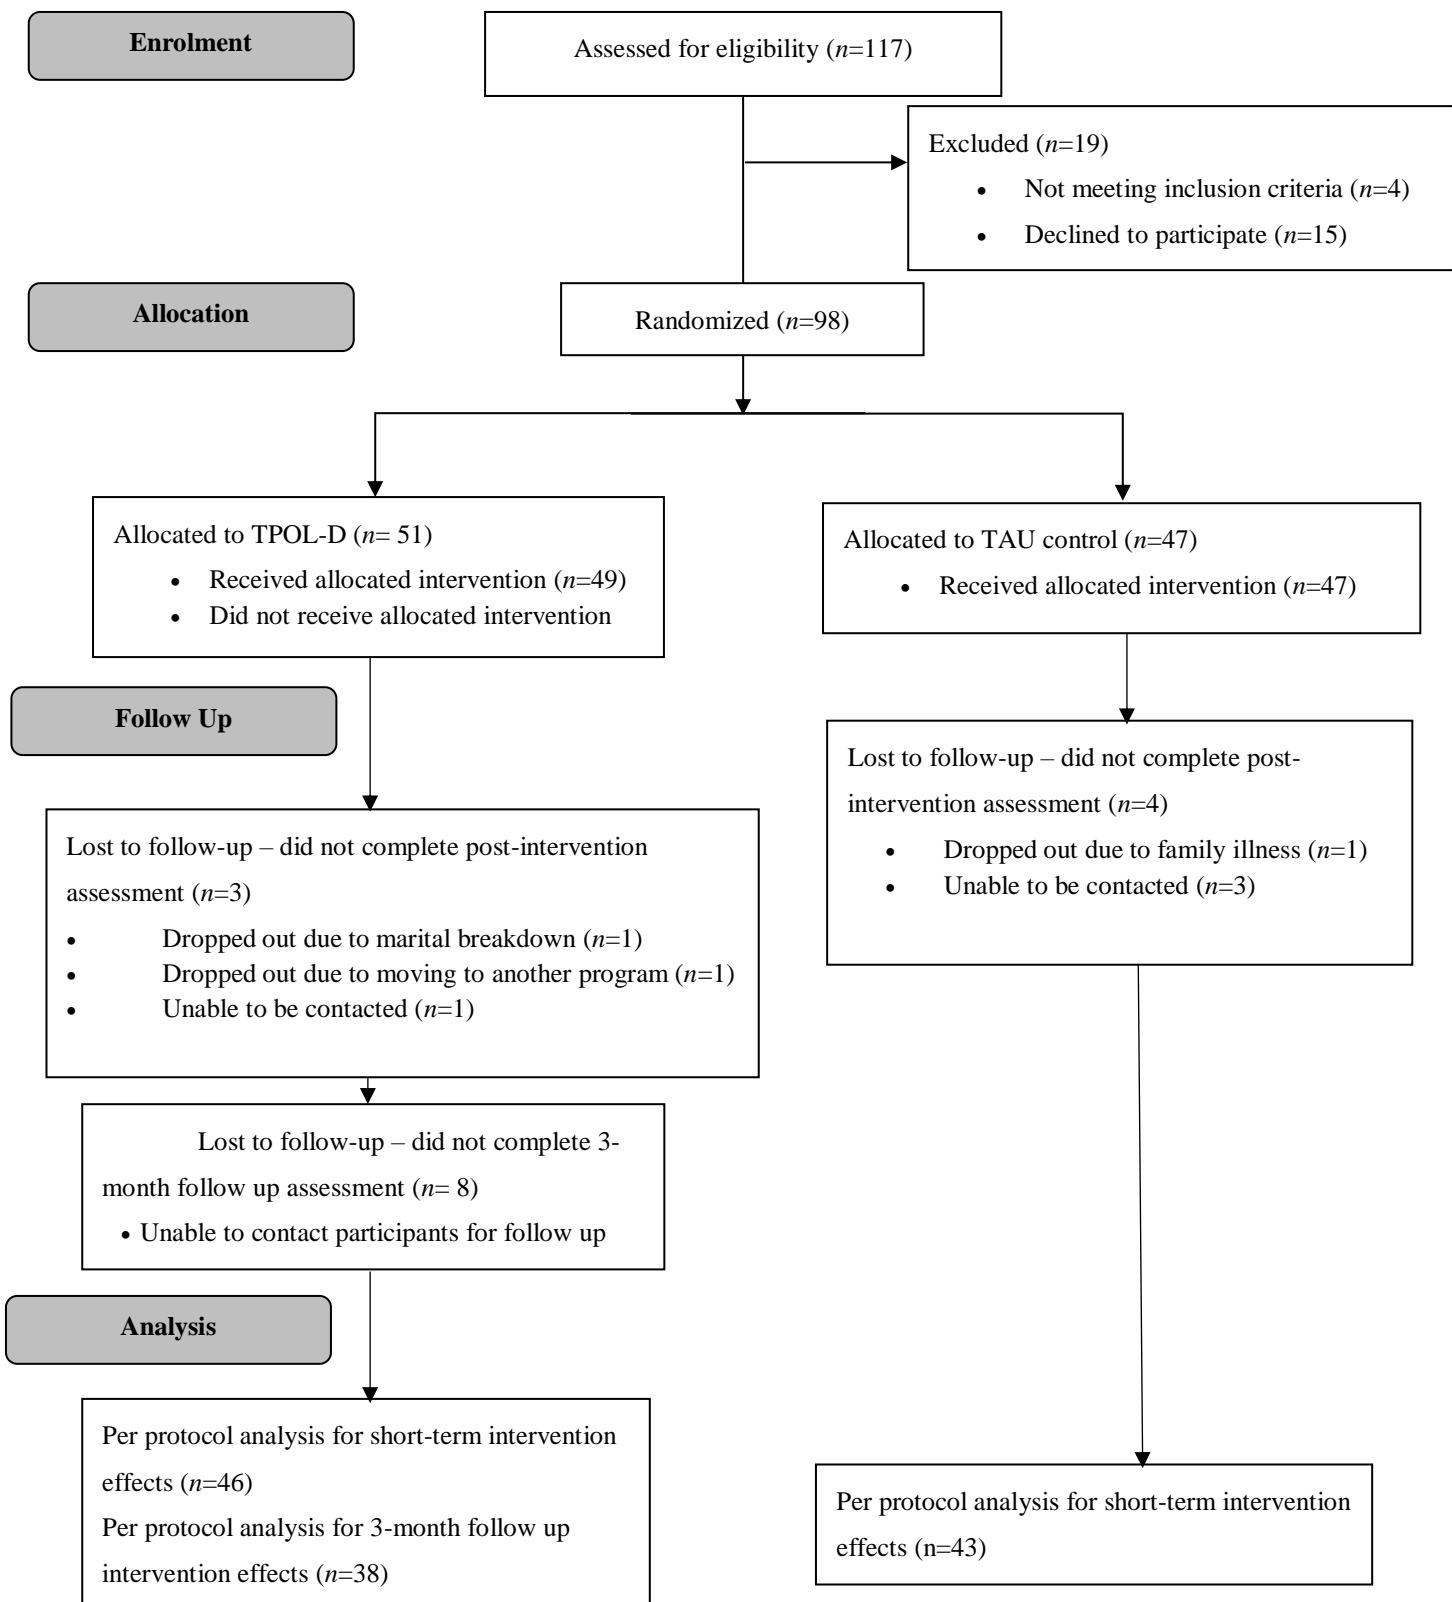 Enrolment
Assessed for eligibility (n=117)
Excluded (n=19)
• Not meeting inclusion criteria (n=4)
• Declined to participate (n=15)
Allocation
Randomized (n=98)
Allocated to TPOL-D (n= 51)
• Received allocated intervention (n=49)
• Did not receive allocated intervention
Allocated to TAU control (n=47)
• Received allocated intervention (n=47)
Follow Up
Lost to follow-up – did not complete post-intervention
assessment (n=3)
• Dropped out due to marital breakdown (n=1)
• Dropped out due to moving to another program (n=1)
• Unable to be contacted (n=1)
Lost to follow-up – did not complete post-
intervention assessment (n=4)
• Dropped out due to family illness (n=1)
• Unable to be contacted (n=3)
Lost to follow-up – did not complete 3-
month follow up assessment (n= 8)
• Unable to contact participants for follow up
Analysis
Per protocol analysis for short-term intervention
effects (n=46)
Per protocol analysis for 3-month follow up
intervention effects (n=38)
Per protocol analysis for short-term intervention
effects (n=43)